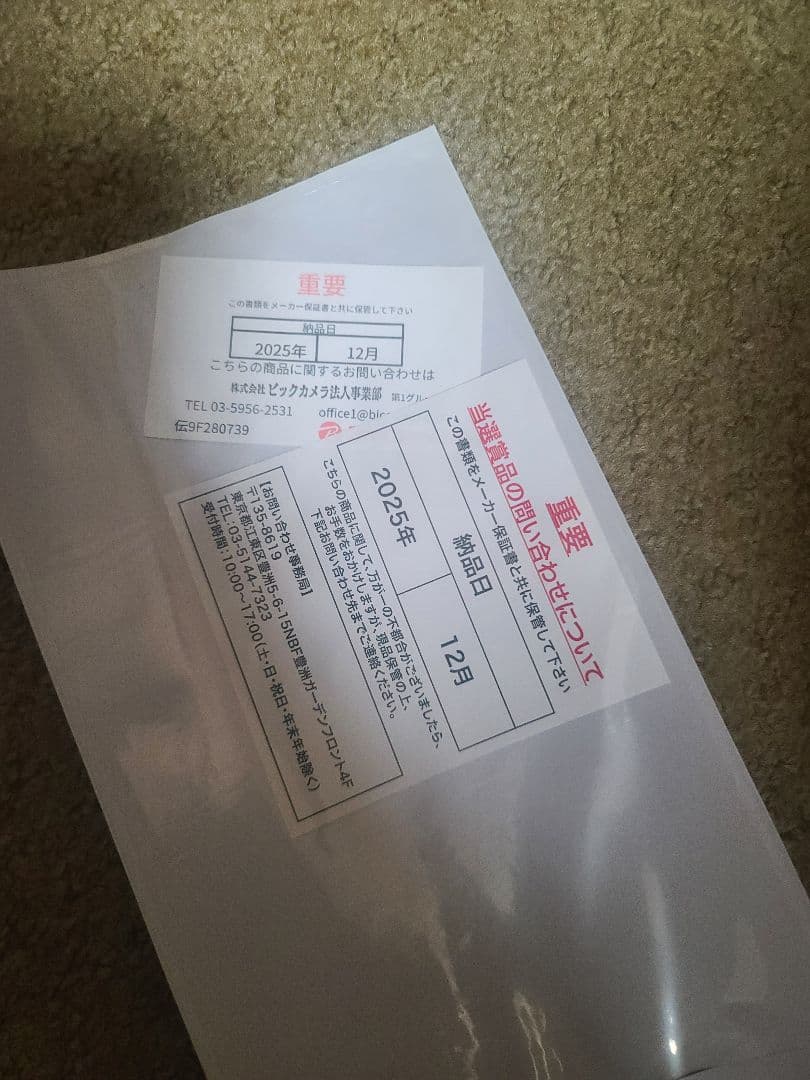 重要
この書類をメーカー保証書と共に保管して下さい
納品日
2025年 12月
こちらの商品に関するお問い合わせは
株式会社 ビックカメラ法人事業部 第1グル
TEL 03-5956-2531 office1@bic
伝9F280739
重要
当選賞品の問い合わせについて
この書類をメーカー保証書と共に保管して下さい
納品日
2025年 12月
こちらの商品に関して、万が一の不都合がございましたら、
お手数をおかけしますが、現品保管の上、
下記お問い合わせ先までご連絡ください。
【お問い合わせ事務局】
〒135-8619
東京都江東区豊洲5-6-15NBF豊洲ガーデンフロント4F
TEL:03-5144-7323
受付時間:10:00~17:00(土・日・祝日・年末年始除く)